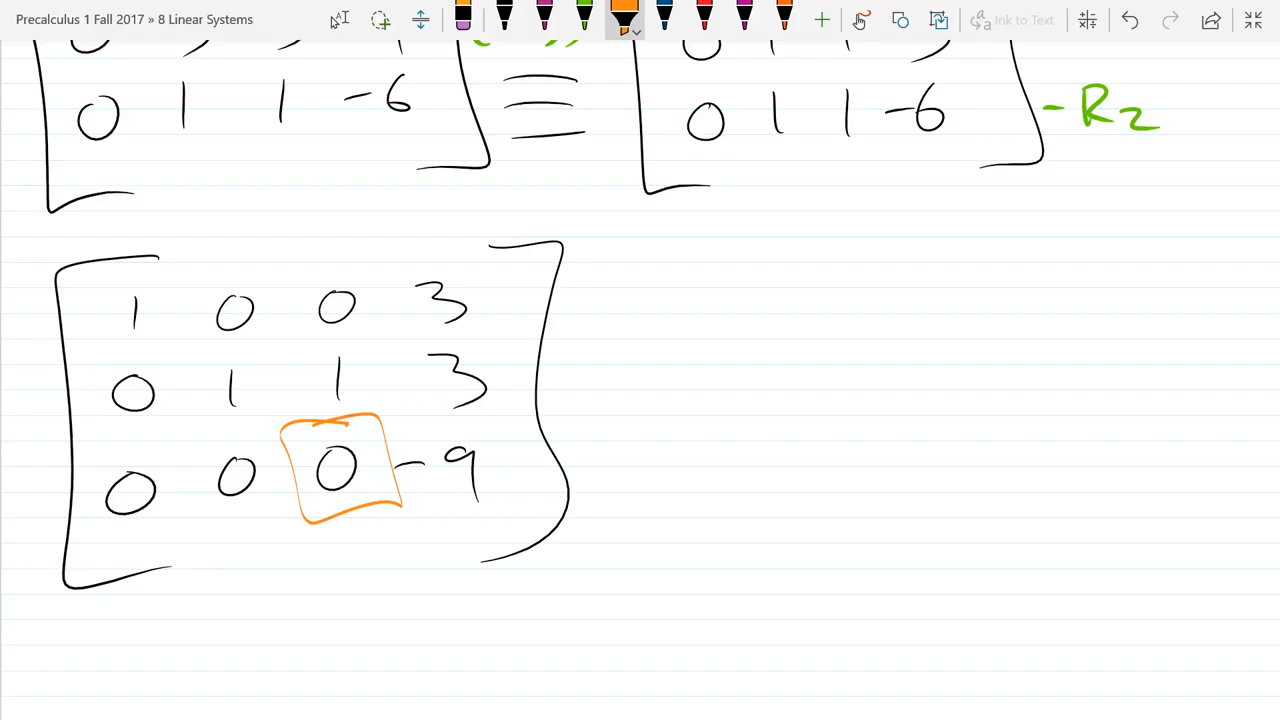 Precalculus 1 Fall 2017 » 8 Linear Systems
Ink to Text
0 1 1 -6
0 1 1 -6
-R2
1 0 0 3
0 1 1 3
0 0 0 -9